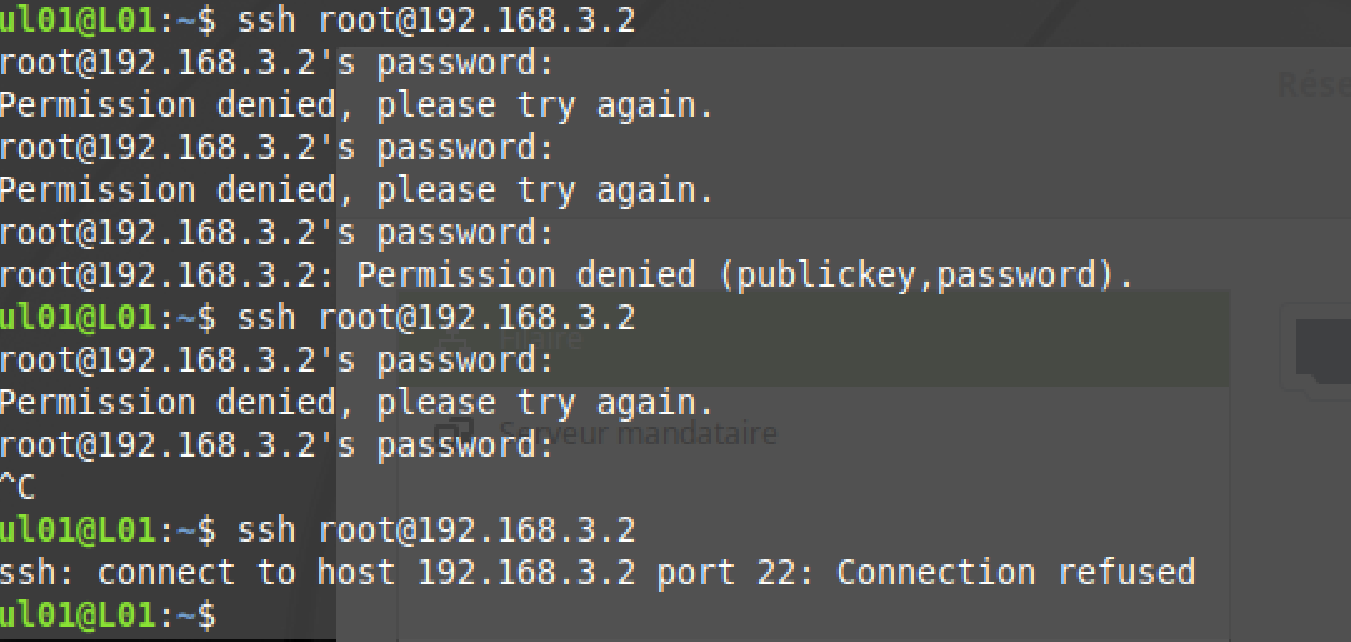 ul01@L01:~$ ssh root@192.168.3.2
root@192.168.3.2's password:
Permission denied, please try again.
root@192.168.3.2's password:
Permission denied, please try again.
root@192.168.3.2's password:
root@192.168.3.2: Permission denied (publickey,password).
ul01@L01:~$ ssh root@192.168.3.2
root@192.168.3.2's password:
Permission denied, please try again.
root@192.168.3.2's password:
^C
ul01@L01:~$ ssh root@192.168.3.2
ssh: connect to host 192.168.3.2 port 22: Connection refused
ul01@L01:~$
Filaire
Serveur mandataire